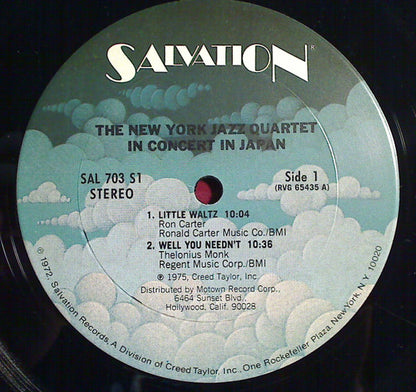 SALVATION®
THE NEW YORK JAZZ QUARTET
IN CONCERT IN JAPAN
SAL 703 S1
STEREO
Side 1
(RVG 65435 A)
1. LITTLE WALTZ 10:04
Ron Carter
Ronald Carter Music Co./BMI
2. WELL YOU NEEDN'T 10:36
Thelonius Monk
Regent Music Corp./BMI
℗ 1975, Creed Taylor, Inc.
Distributed by Motown Record Corp.,
6464 Sunset Blvd.,
Hollywood, Calif. 90028
℗ 1972, Salvation Records, A Division of Creed Taylor, Inc., One Rockefeller Plaza, New York, N.Y. 10020